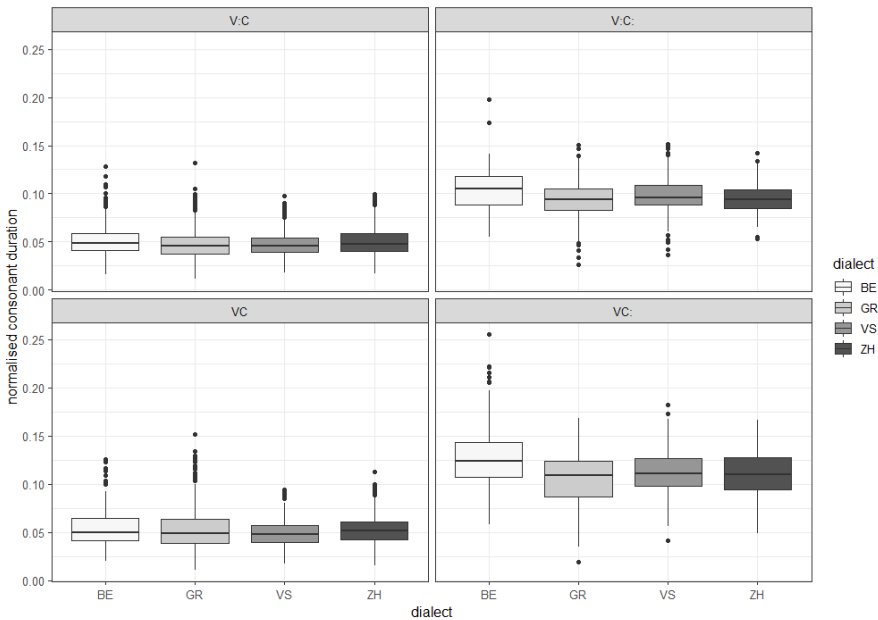 V:C
V:C:
0.25
0.20
0.15
0.10
0.05
0.00
VC
VC:
0.25
0.20
0.15
0.10
0.05
0.00
normalised consonant duration
BE GR VS ZH
BE GR VS ZH
dialect
dialect
BE
GR
VS
ZH